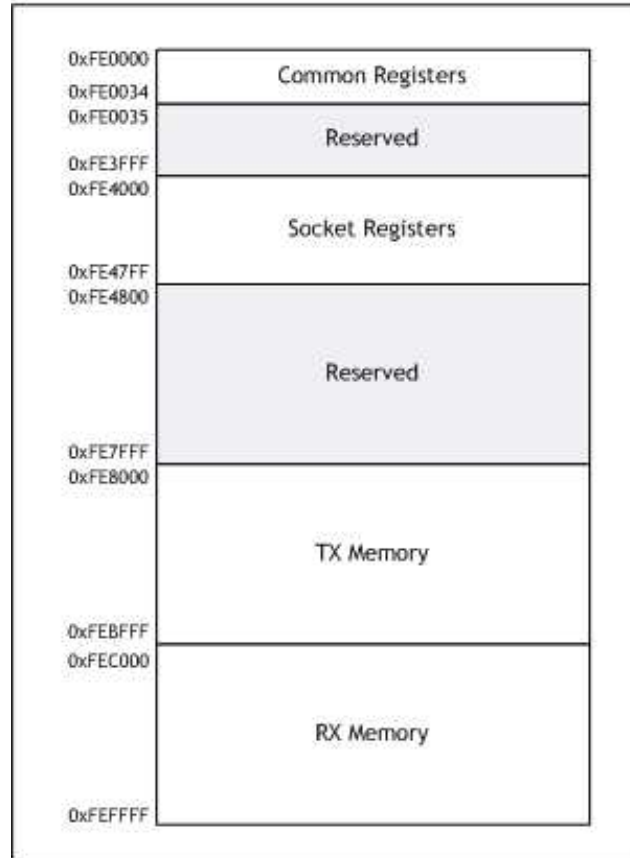 0xFE0000
Common Registers
0xFE0034
0xFE0035
Reserved
0xFE3FFF
0xFE4000
Socket Registers
0xFE47FF
0xFE4800
Reserved
0xFE7FFF
0xFE8000
TX Memory
0xFEBFFF
0xFEC000
RX Memory
0xFEFFFF